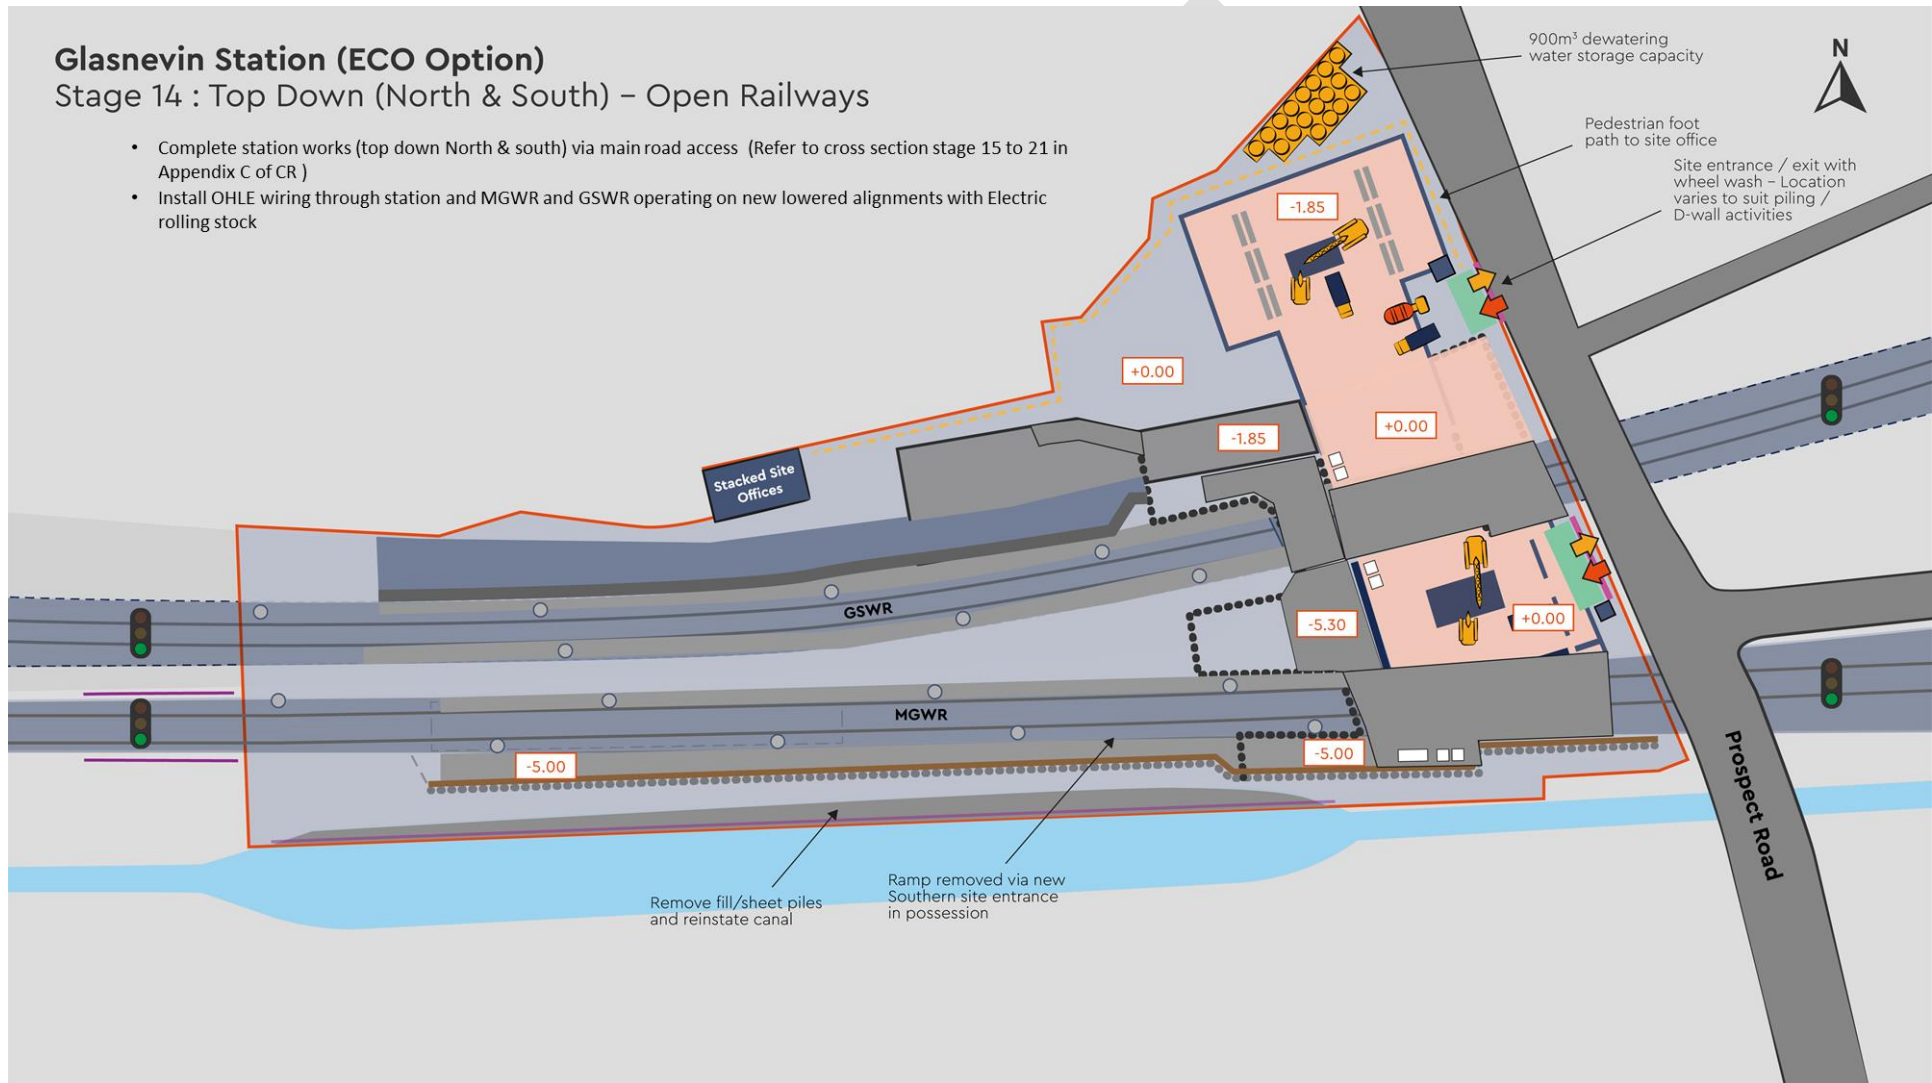 Glasnevin Station (ECO Option)
Stage 14 : Top Down (North & South) – Open Railways
• Complete station works (top down North & south) via main road access (Refer to cross section stage 15 to 21 in
Appendix C of CR )
• Install OHLE wiring through station and MGWR and GSWR operating on new lowered alignments with Electric
rolling stock
900m³ dewatering
water storage capacity
N
Pedestrian foot
path to site office
Site entrance / exit with
wheel wash – Location
varies to suit piling /
D-wall activities
-1.85
+0.00
+0.00
-1.85
Stacked Site
Offices
GSWR
-5.30
+0.00
MGWR
-5.00
-5.00
Prospect Road
Remove fill/sheet piles
and reinstate canal
Ramp removed via new
Southern site entrance
in possession